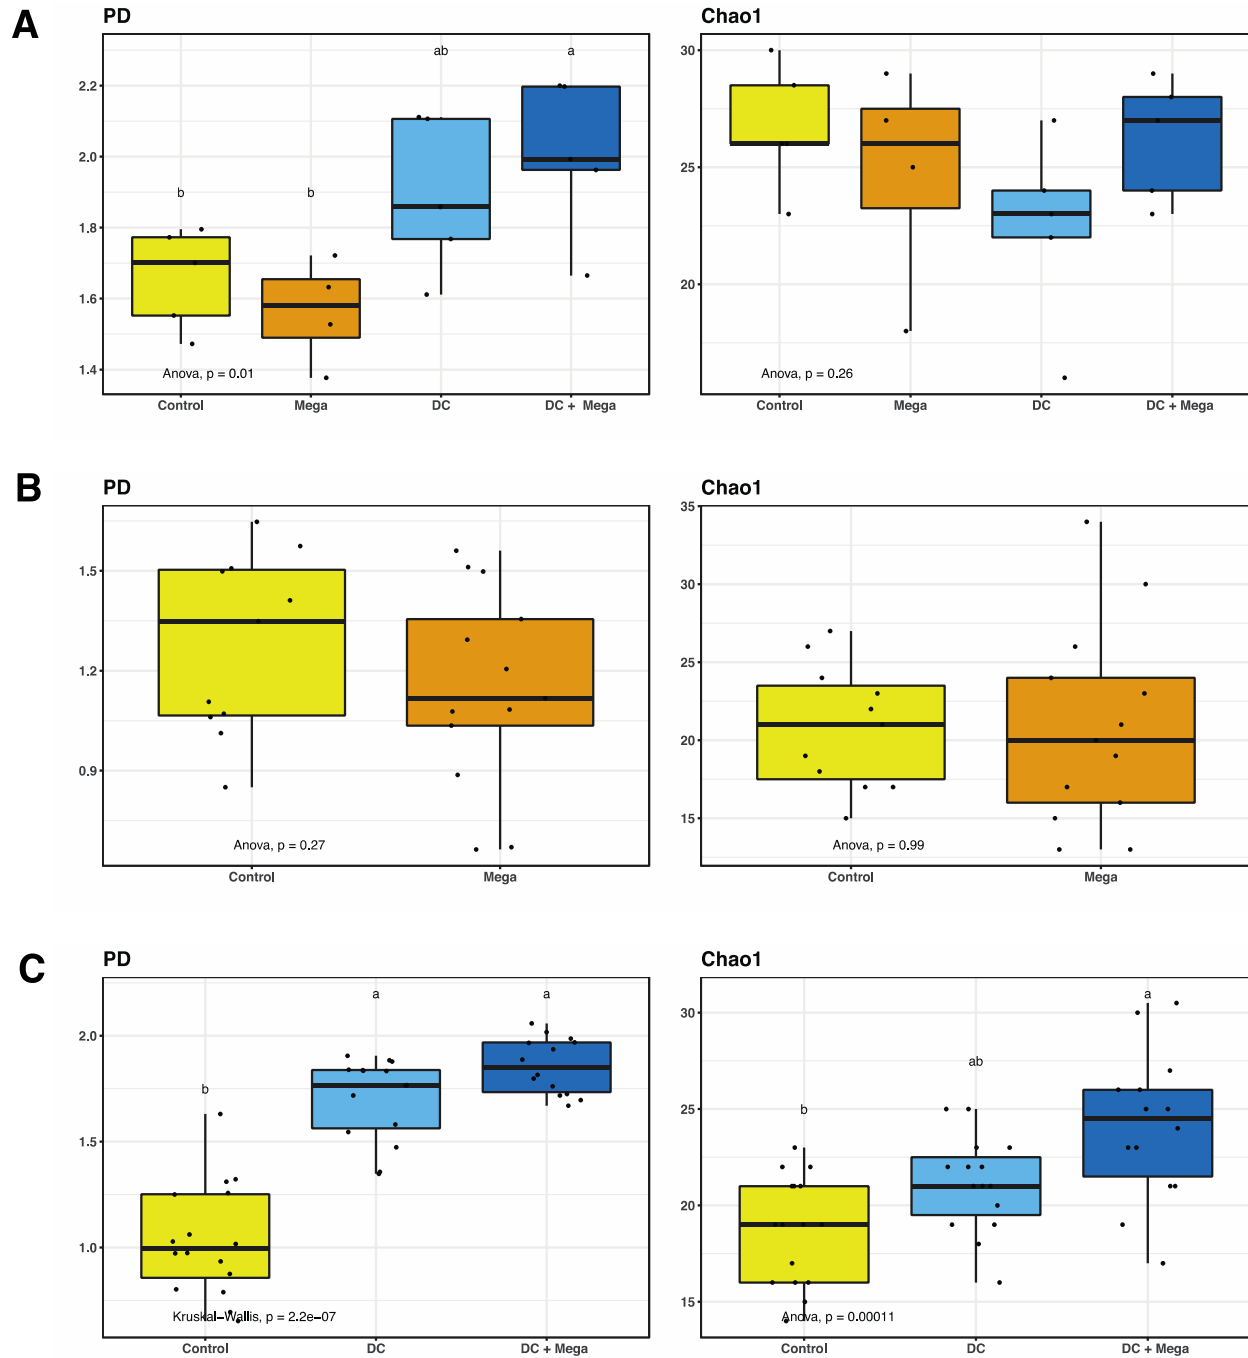 A
PD
Chao1
2.2
2.0
1.8
1.6
1.4
b
b
ab
a
Anova, p = 0.01
Control
Mega
DC
DC + Mega
30
25
20
Anova, p = 0.26
Control
Mega
DC
DC + Mega
B
PD
Chao1
1.5
1.2
0.9
Anova, p = 0.27
Control
Mega
35
30
25
20
15
Anova, p = 0.99
Control
Mega
C
PD
Chao1
2.0
1.5
1.0
b
a
a
Kruskal-Wallis, p = 2.2e-07
Control
DC
DC + Mega
30
25
20
15
b
ab
a
Anova, p = 0.00011
Control
DC
DC + Mega